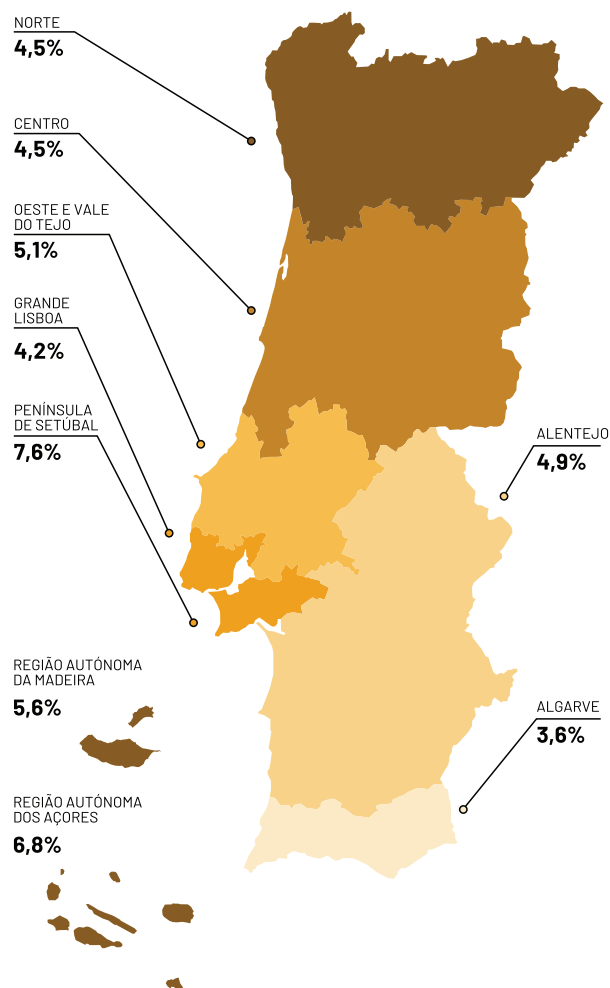 NORTE
4,5%
CENTRO
4,5%
OESTE E VALE
DO TEJO
5,1%
GRANDE
LISBOA
4,2%
PENÍNSULA
DE SETÚBAL
7,6%
ALENTEJO
4,9%
REGIÃO AUTÓNOMA
DA MADEIRA
5,6%
ALGARVE
3,6%
REGIÃO AUTÓNOMA
DOS AÇORES
6,8%